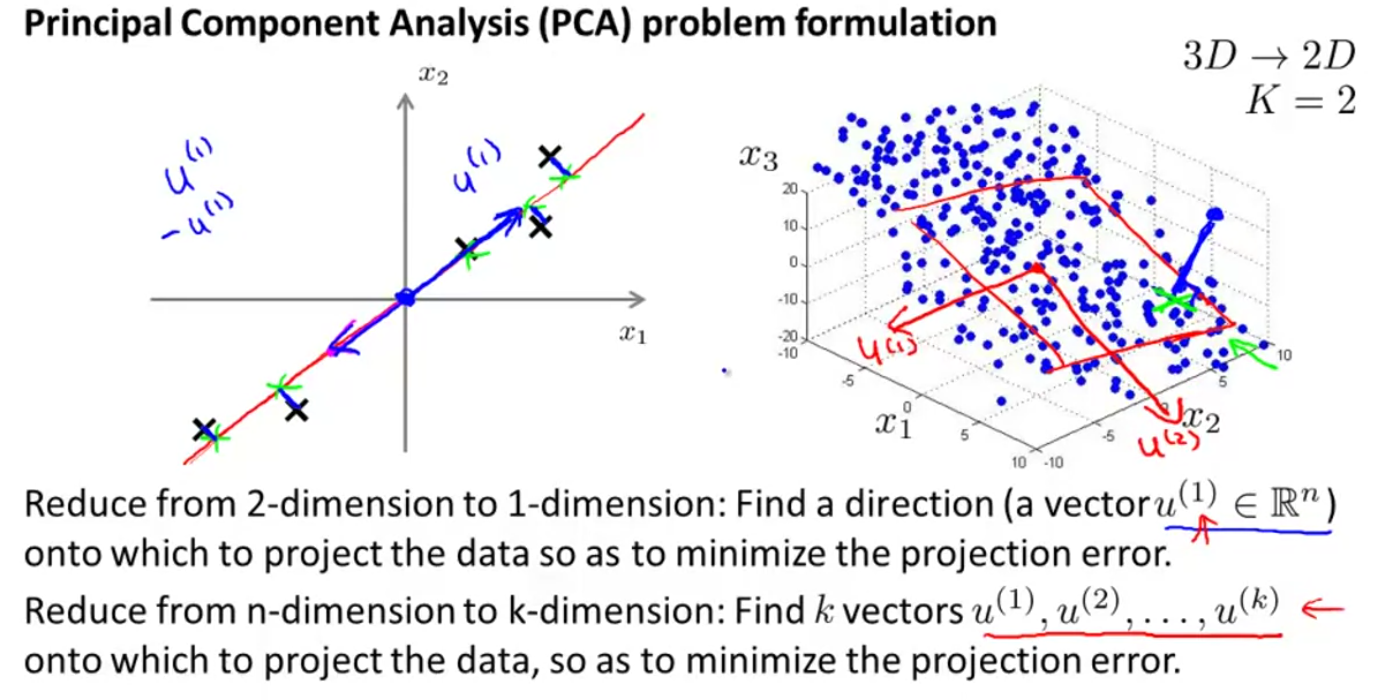 Principal Component Analysis (PCA) problem formulation
x₂
u⁽¹⁾
-u⁽¹⁾
u⁽¹⁾
x₁
3D → 2D
K = 2
x₃
20
10
0
-10
-20
-10
-5
0
5
10
-10
-5
5
10
x₁
x₂
u⁽¹⁾
u⁽²⁾
Reduce from 2-dimension to 1-dimension: Find a direction (a vector u⁽¹⁾ ∈ ℝⁿ)
onto which to project the data so as to minimize the projection error.
Reduce from n-dimension to k-dimension: Find k vectors u⁽¹⁾, u⁽²⁾, . . . , u⁽ᵏ⁾ ←
onto which to project the data, so as to minimize the projection error.